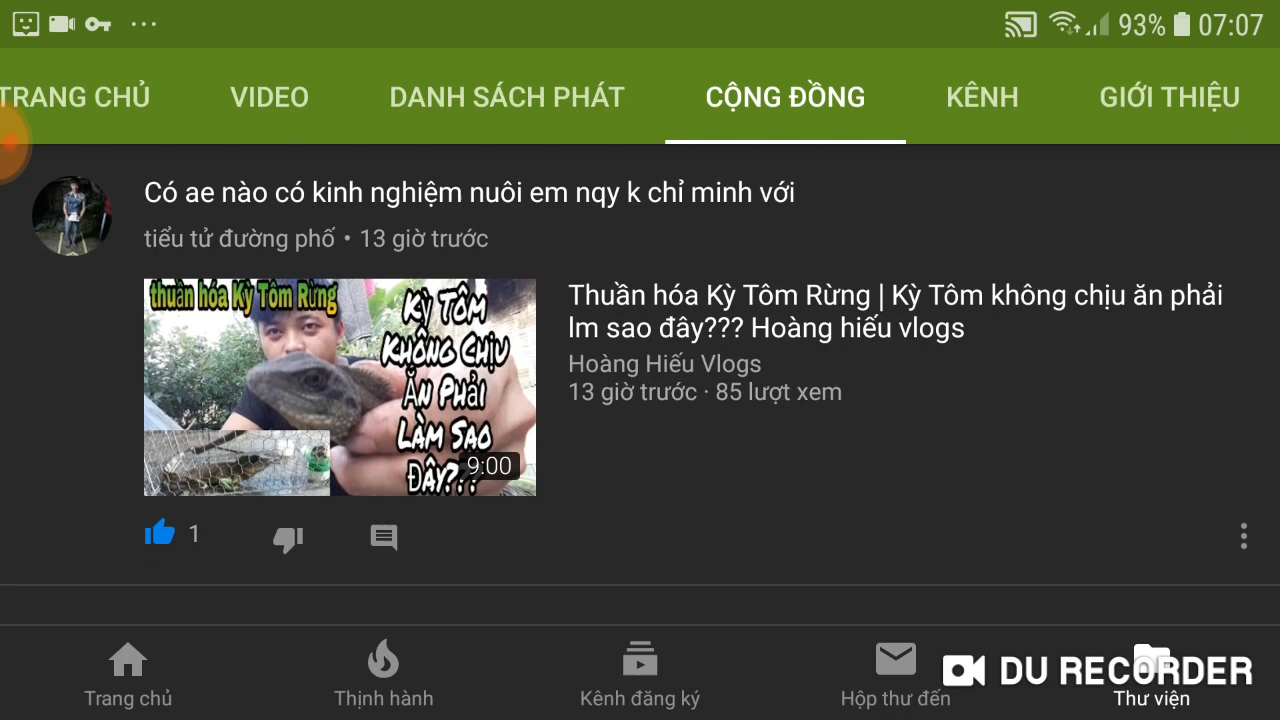 93% 07:07
TRANG CHỦ VIDEO DANH SÁCH PHÁT CỘNG ĐỒNG KÊNH GIỚI THIỆU
Có ae nào có kinh nghiệm nuôi em nqy k chỉ minh với
tiểu tử đường phố • 13 giờ trước
thuần hóa Kỳ Tôm Rừng
Kỳ Tôm
Không Chịu
Ăn Phải
Làm Sao
Đây???
9:00
Thuần hóa Kỳ Tôm Rừng | Kỳ Tôm không chịu ăn phải
lm sao đây??? Hoàng hiếu vlogs
Hoàng Hiếu Vlogs
13 giờ trước · 85 lượt xem
1
Trang chủ Thịnh hành Kênh đăng ký Hộp thư đến Thư viện
DU RECORDER